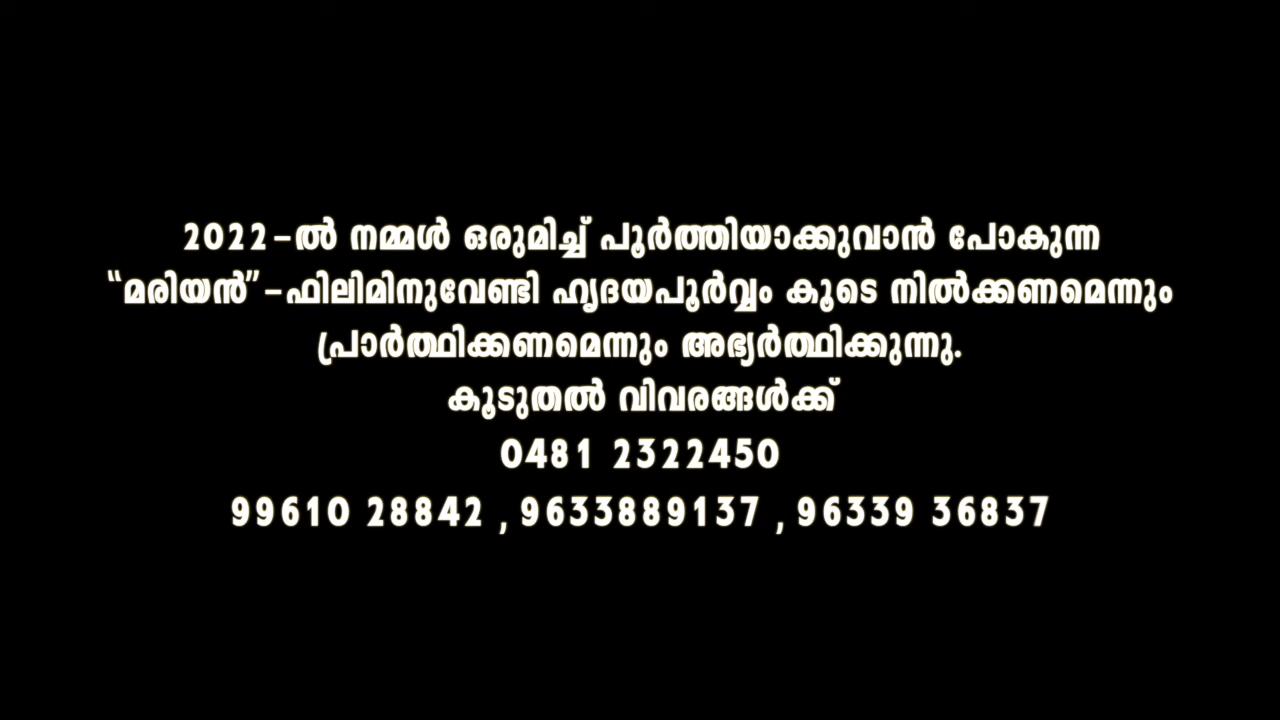 2022-ൽ നമ്മൾ ഒരുമിച്ച് പൂർത്തിയാക്കുവാൻ പോകുന്ന
“മരിയൻ”-ഫിലിമിനുവേണ്ടി ഹൃദയപൂർവ്വം കൂടെ നിൽക്കണമെന്നും
പ്രാർത്ഥിക്കണമെന്നും അഭ്യർത്ഥിക്കുന്നു.
കൂടുതൽ വിവരങ്ങൾക്ക്
0481 2322450
99610 28842 , 9633889137 , 96339 36837